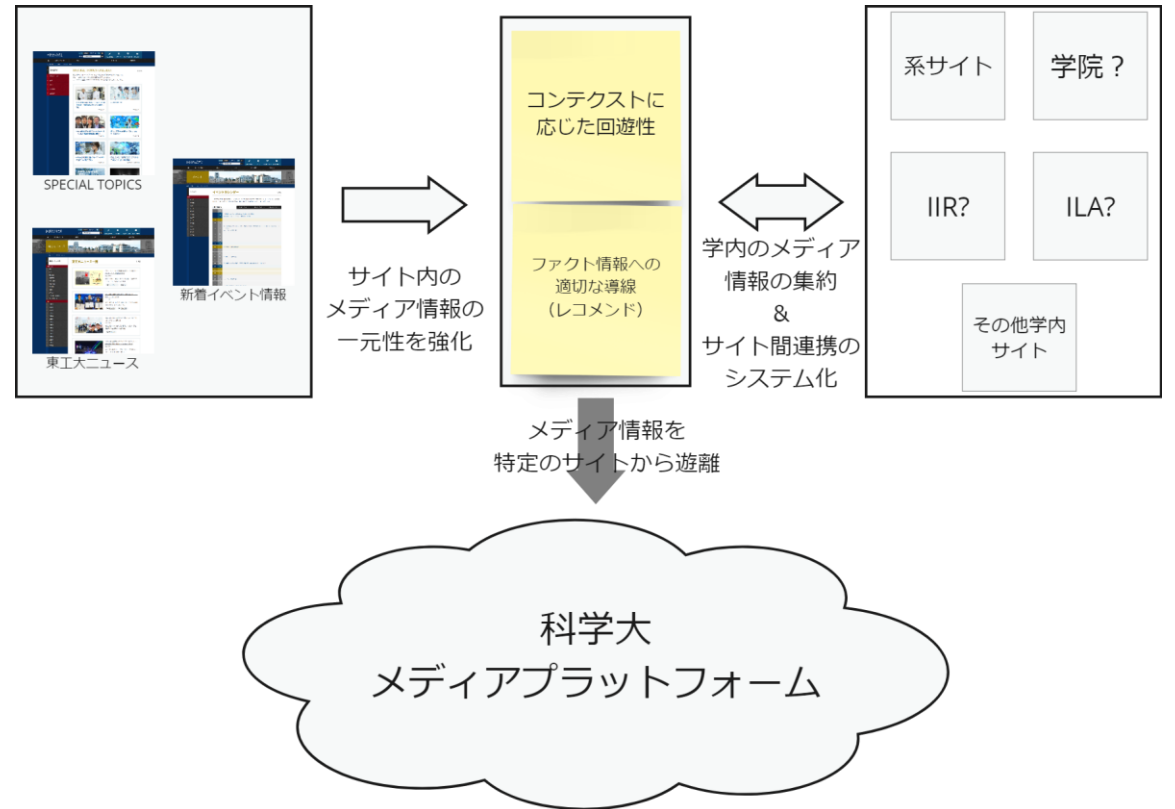 SPECIAL TOPICS
新着イベント情報
東工大ニュース
サイト内の
メディア情報の
一元性を強化
コンテクストに
応じた回遊性
ファクト情報への
適切な導線
(レコメンド)
学内のメディア
情報の集約
&
サイト間連携の
システム化
系サイト
学院？
IIR?
ILA?
その他学内
サイト
メディア情報を
特定のサイトから遊離
科学大
メディアプラットフォーム